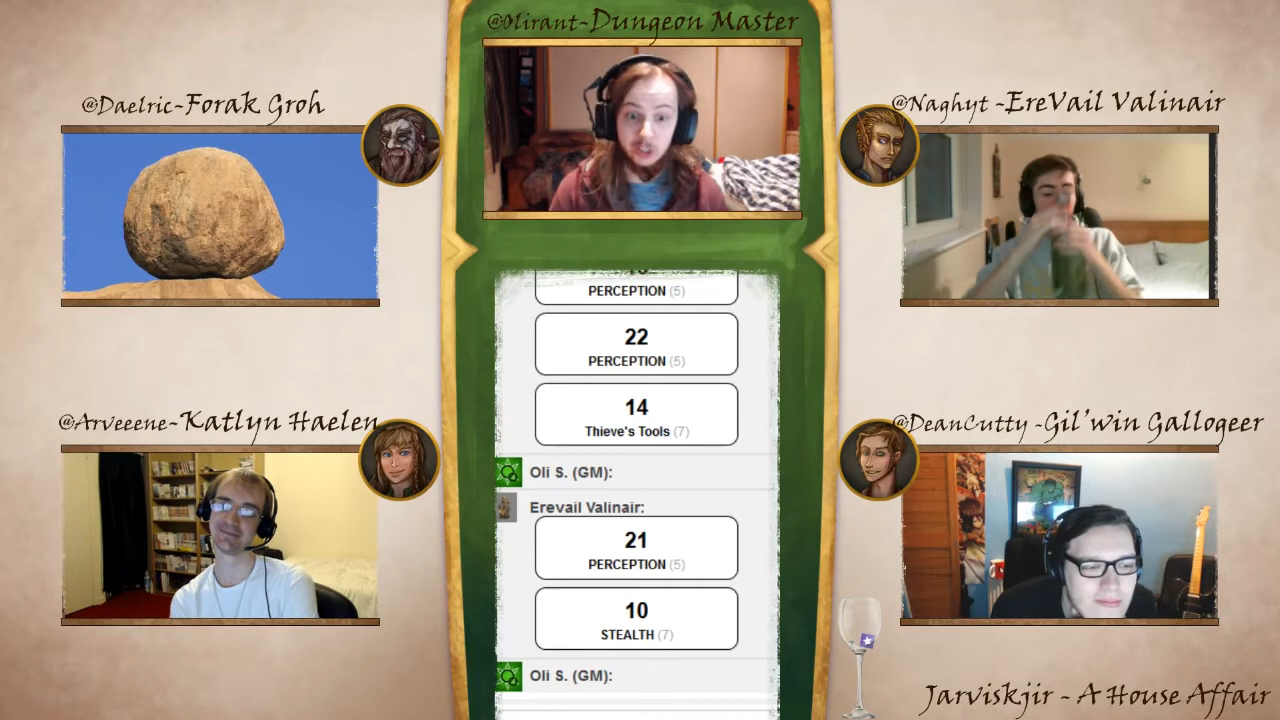 @Olirant-Dungeon Master
@Daelric-Forak Groh
@Naghyt -EreVail Valinair
PERCEPTION (5)
22
PERCEPTION (5)
14
Thieve's Tools (7)
@Arveeene-Katlyn Haelen
@DeanCutty -Gil'win Gallogeer
Oli S. (GM):
Erevail Valinair:
21
PERCEPTION (5)
10
STEALTH (7)
Oli S. (GM):
Jarviskjir - A House Affair